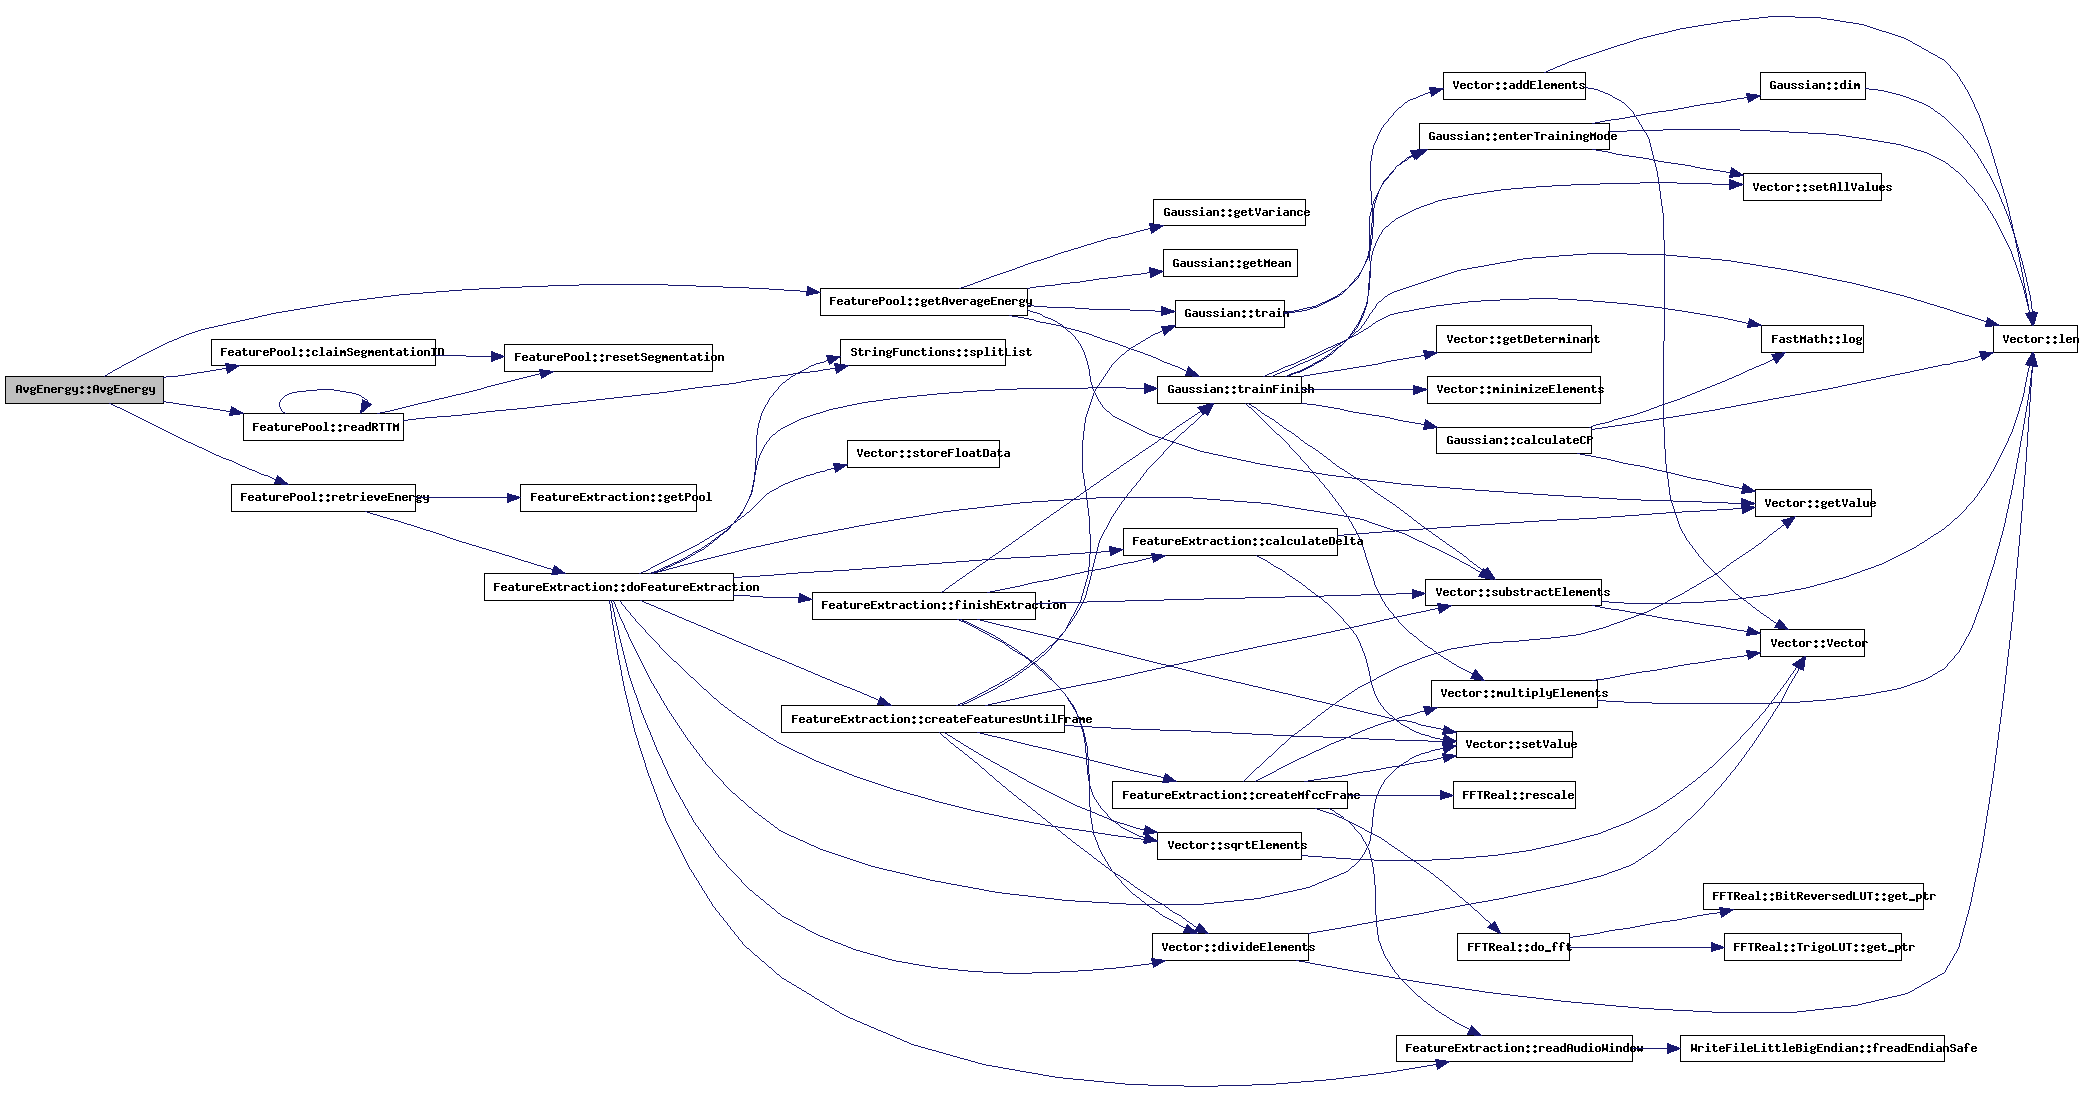 AvgEnergy::AvgEnergy
FeaturePool::claimSegmentationID
FeaturePool::readRTTM
FeaturePool::retrieveEnergy
FeaturePool::resetSegmentation
FeatureExtraction::getPool
FeatureExtraction::doFeatureExtraction
FeaturePool::getAverageEnergy
StringFunctions::splitList
Vector::storeFloatData
FeatureExtraction::finishExtraction
FeatureExtraction::createFeaturesUntilFrame
Gaussian::getVariance
Gaussian::getMean
Gaussian::train
Gaussian::trainFinish
FeatureExtraction::calculateDelta
FeatureExtraction::createMfccFrame
Vector::sqrtElements
Vector::divideElements
Vector::addElements
Gaussian::enterTrainingMode
Vector::getDeterminant
Vector::minimizeElements
Gaussian::calculateCP
Vector::substractElements
Vector::multiplyElements
Vector::setValue
FFTReal::rescale
FFTReal::do_fft
FeatureExtraction::readAudioWindow
Gaussian::dim
Vector::setAllValues
FastMath::log
Vector::getValue
Vector::Vector
FFTReal::BitReversedLUT::get_ptr
FFTReal::TrigoLUT::get_ptr
WriteFileLittleBigEndian::freadEndianSafe
Vector::len